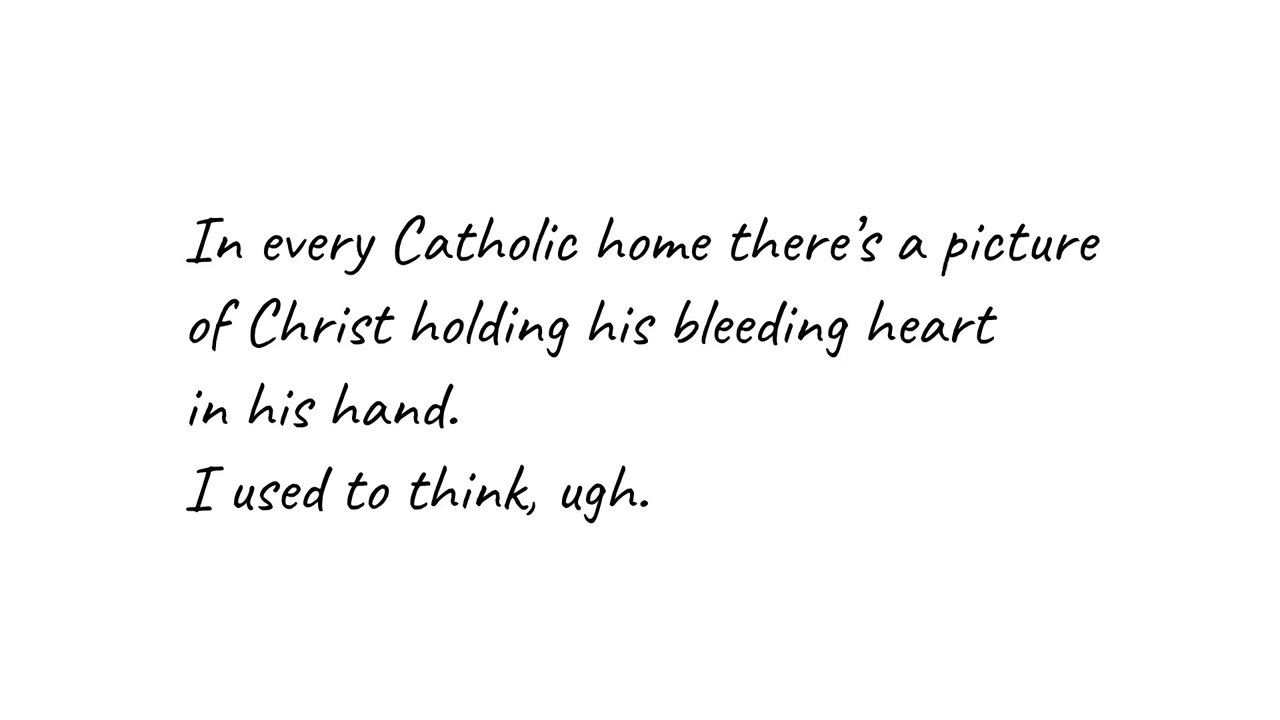 In every Catholic home there’s a picture
of Christ holding his bleeding heart
in his hand.
I used to think, ugh.